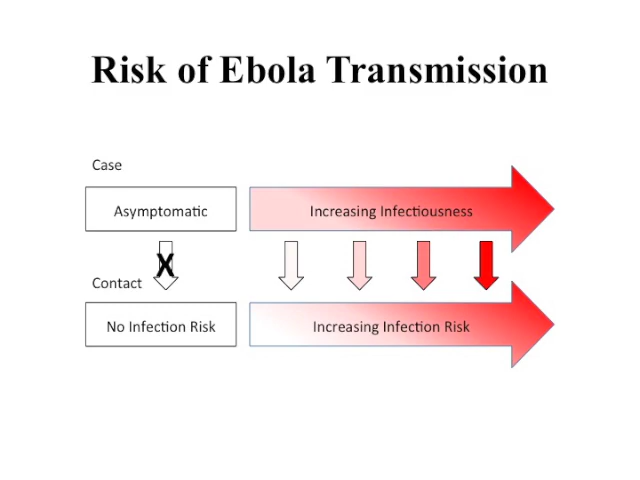 Risk of Ebola Transmission
Case
Asymptomatic
Increasing Infectiousness
X
Contact
No Infection Risk
Increasing Infection Risk